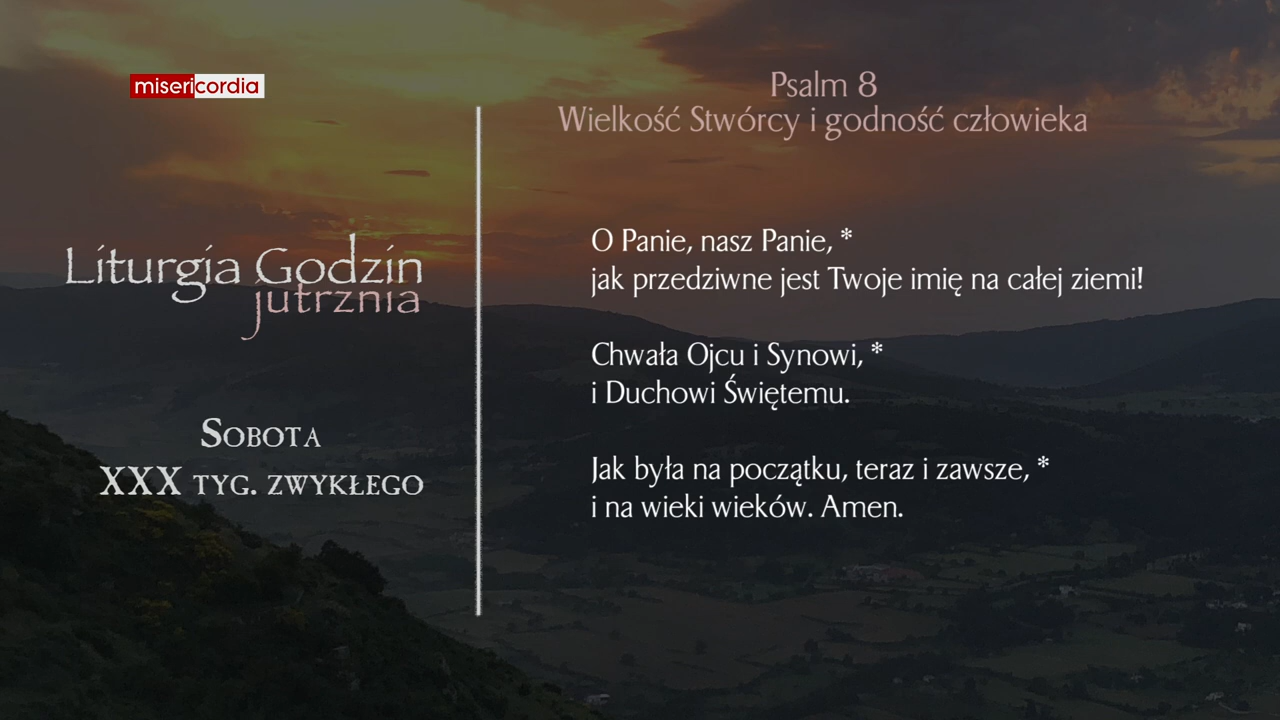 misericordia
Liturgia Godzin
jutrznia
Sobota
XXX tyg. zwykłego
Psalm 8
Wielkość Stwórcy i godność człowieka
O Panie, nasz Panie, *
jak przedziwne jest Twoje imię na całej ziemi!
Chwała Ojcu i Synowi, *
i Duchowi Świętemu.
Jak była na początku, teraz i zawsze, *
i na wieki wieków. Amen.